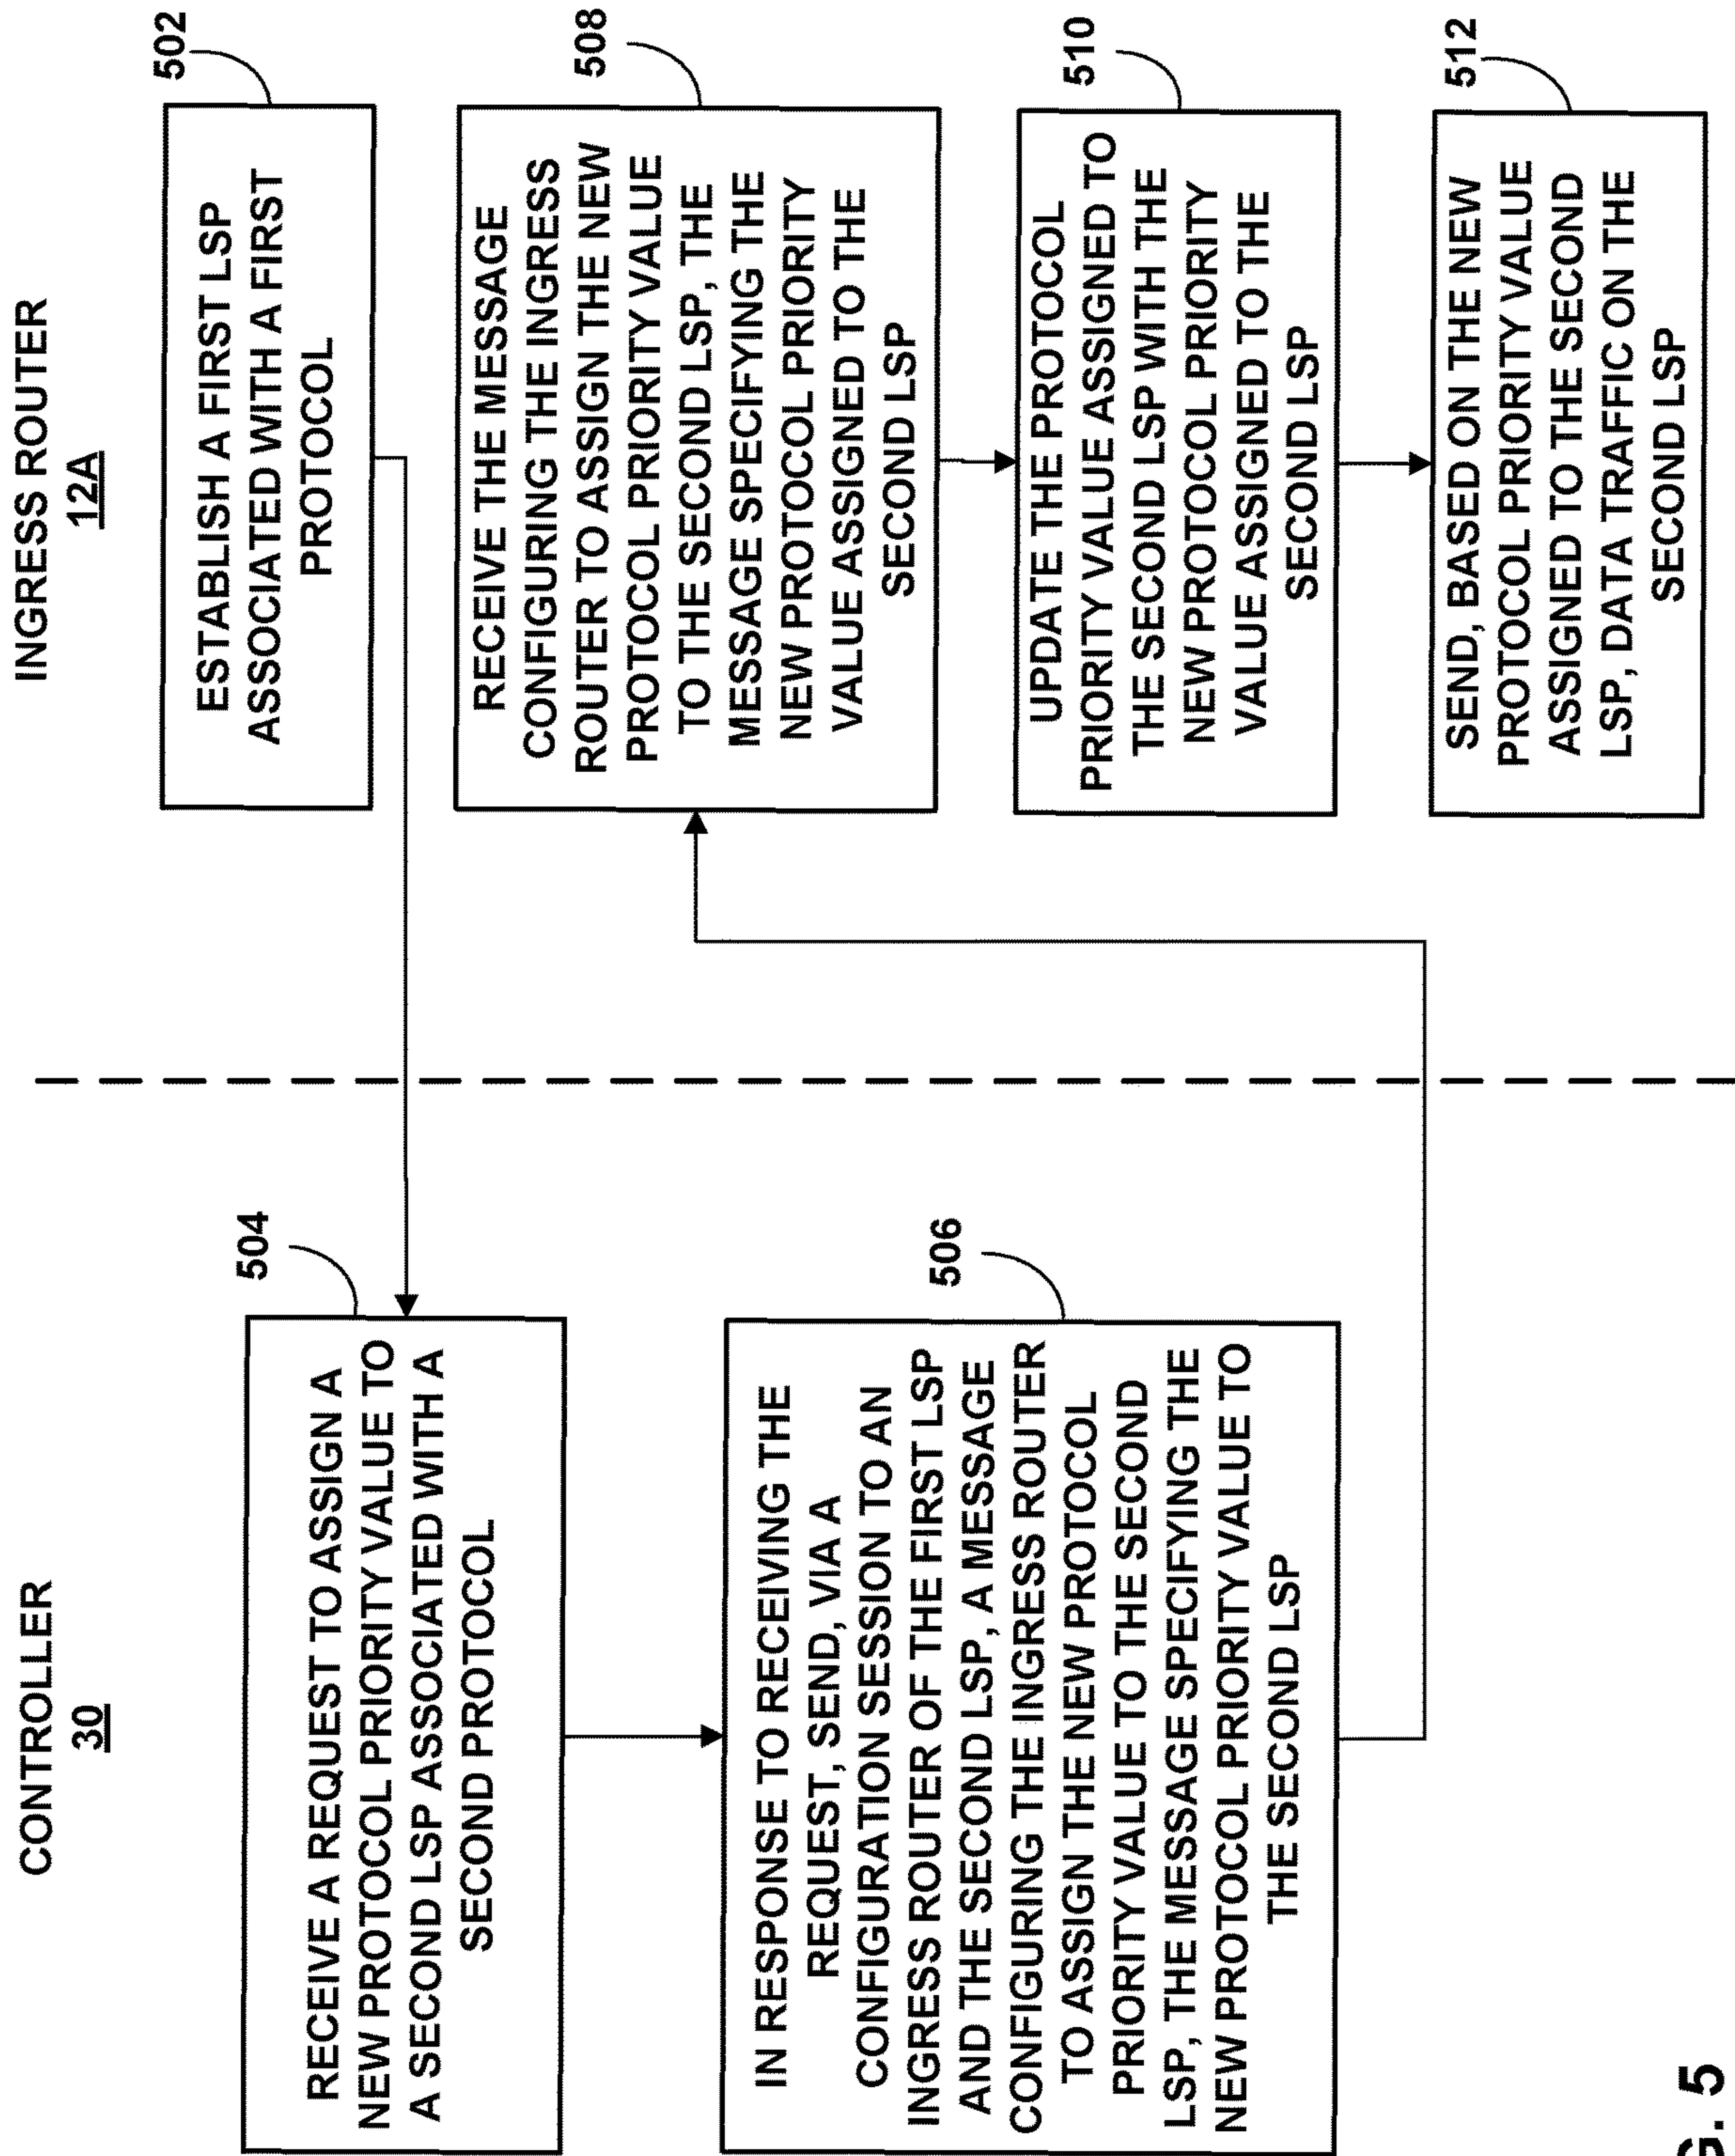 CONTROLLER
30
INGRESS ROUTER
12A
502
ESTABLISH A FIRST LSP
ASSOCIATED WITH A FIRST
PROTOCOL
504
RECEIVE A REQUEST TO ASSIGN A
NEW PROTOCOL PRIORITY VALUE TO
A SECOND LSP ASSOCIATED WITH A
SECOND PROTOCOL
506
IN RESPONSE TO RECEIVING THE
REQUEST, SEND, VIA A
CONFIGURATION SESSION TO AN
INGRESS ROUTER OF THE FIRST LSP
AND THE SECOND LSP, A MESSAGE
CONFIGURING THE INGRESS ROUTER
TO ASSIGN THE NEW PROTOCOL
PRIORITY VALUE TO THE SECOND
LSP, THE MESSAGE SPECIFYING THE
NEW PROTOCOL PRIORITY VALUE TO
THE SECOND LSP
508
RECEIVE THE MESSAGE
CONFIGURING THE INGRESS
ROUTER TO ASSIGN THE NEW
PROTOCOL PRIORITY VALUE
TO THE SECOND LSP, THE
MESSAGE SPECIFYING THE
NEW PROTOCOL PRIORITY
VALUE ASSIGNED TO THE
SECOND LSP
510
UPDATE THE PROTOCOL
PRIORITY VALUE ASSIGNED TO
THE SECOND LSP WITH THE
NEW PROTOCOL PRIORITY
VALUE ASSIGNED TO THE
SECOND LSP
512
SEND, BASED ON THE NEW
PROTOCOL PRIORITY VALUE
ASSIGNED TO THE SECOND
LSP, DATA TRAFFIC ON THE
SECOND LSP
G. 5